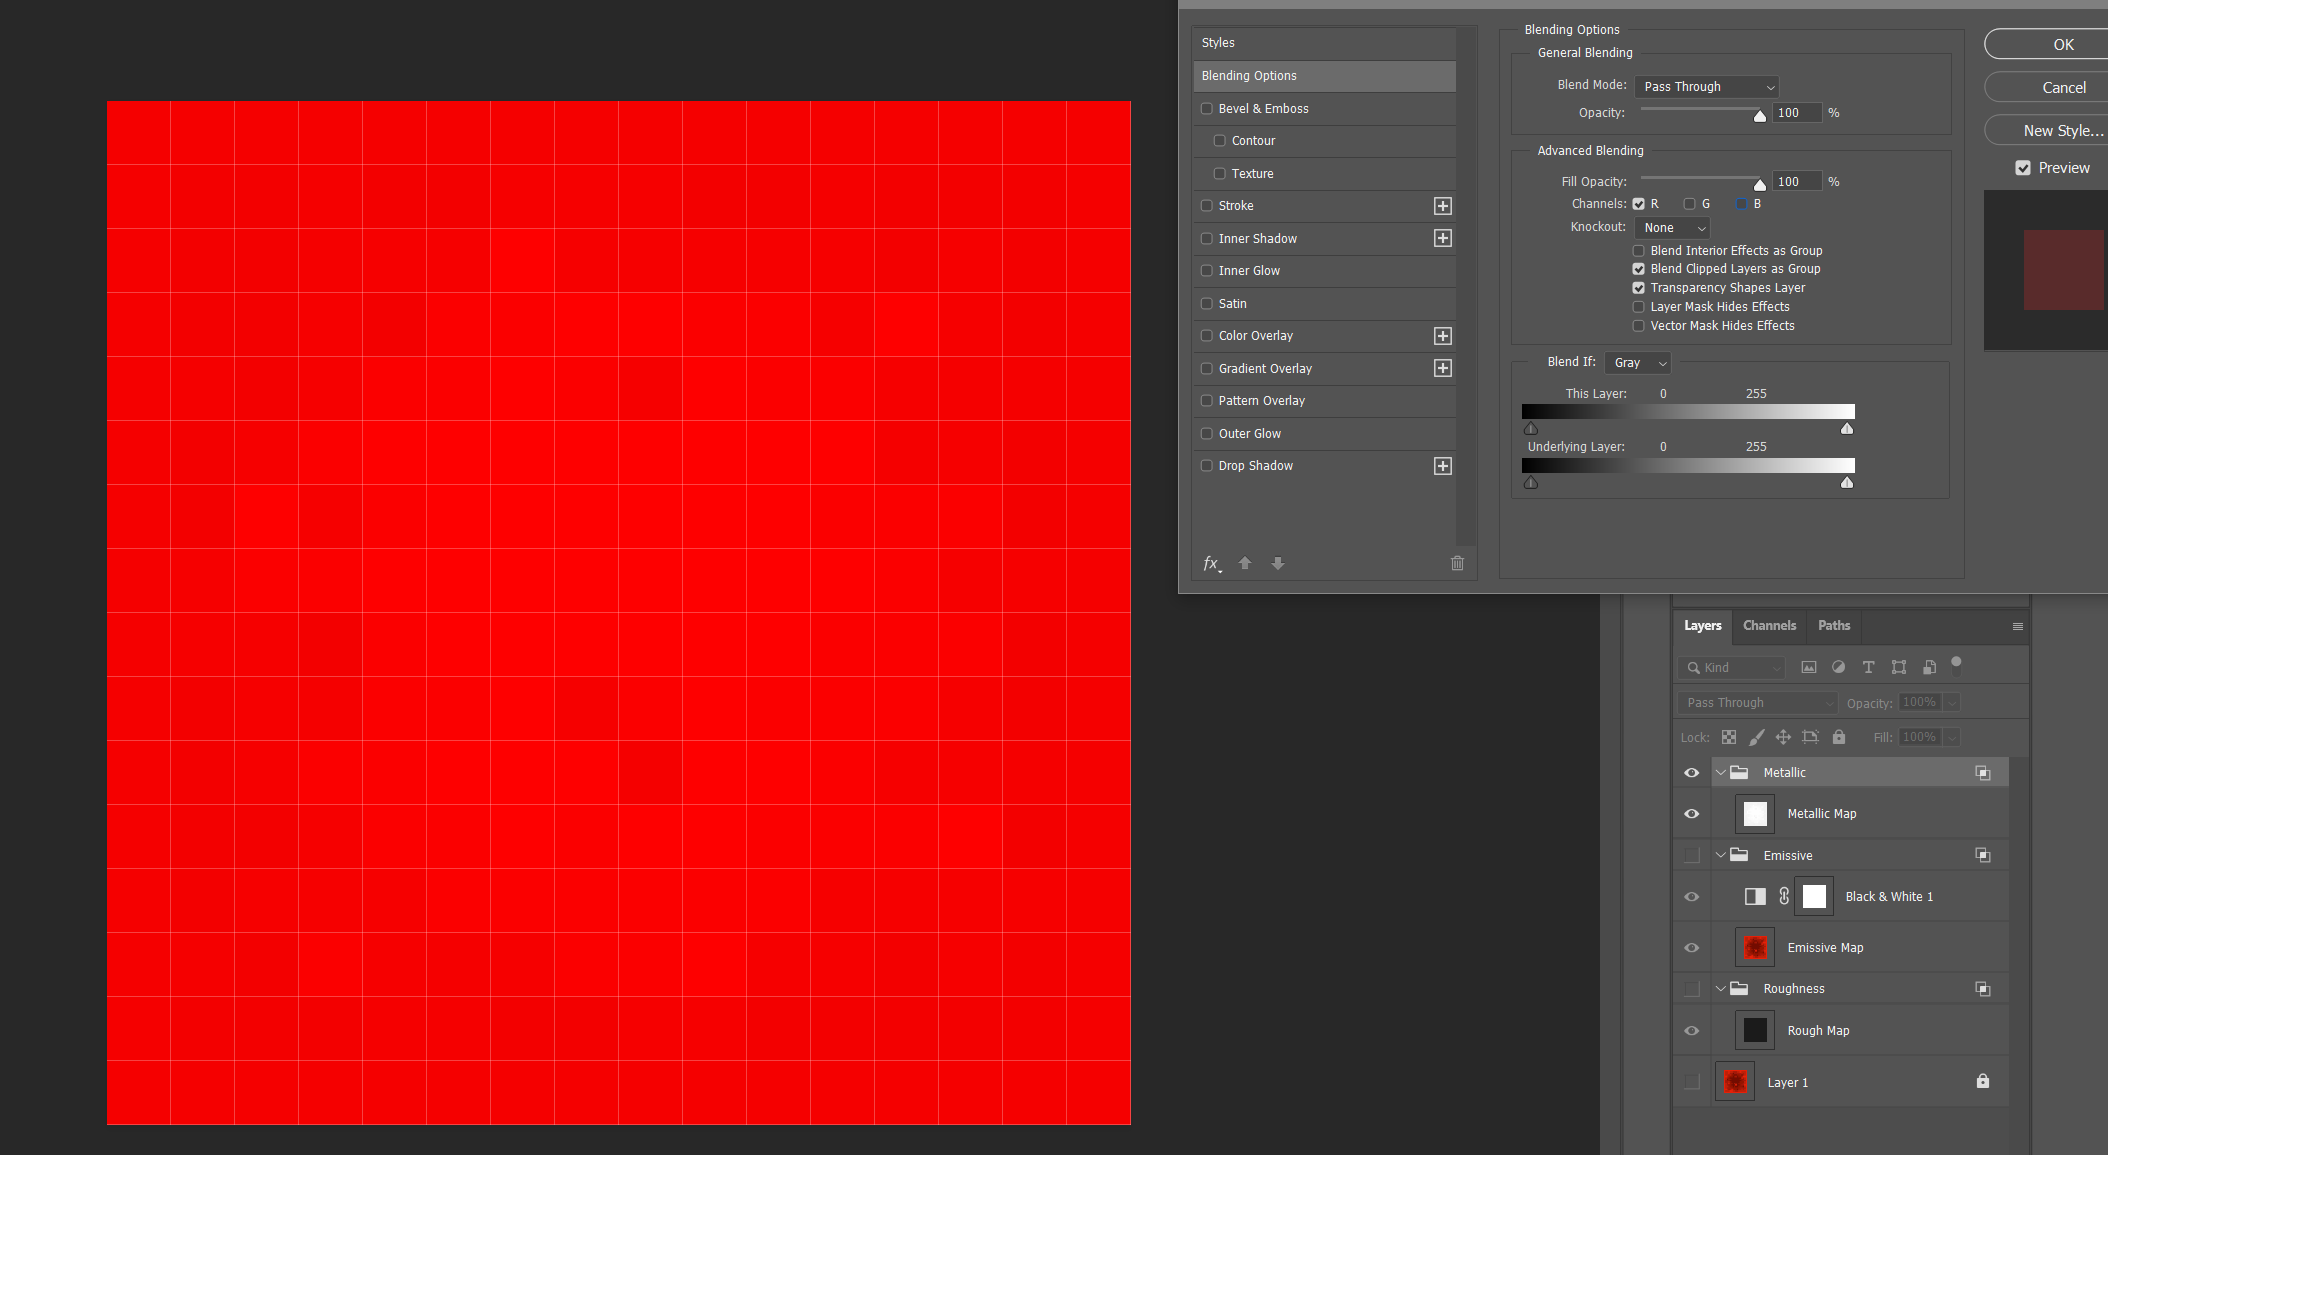 Styles
Blending Options
Bevel & Emboss
Contour
Texture
Stroke
Inner Shadow
Inner Glow
Satin
Color Overlay
Gradient Overlay
Pattern Overlay
Outer Glow
Drop Shadow
fx
Blending Options
General Blending
Blend Mode: Pass Through
Opacity: 100 %
Advanced Blending
Fill Opacity: 100 %
Channels: R G B
Knockout: None
Blend Interior Effects as Group
Blend Clipped Layers as Group
Transparency Shapes Layer
Layer Mask Hides Effects
Vector Mask Hides Effects
Blend If: Gray
This Layer: 0 255
Underlying Layer: 0 255
OK
Cancel
New Style...
Preview
Layers Channels Paths
Kind
Pass Through Opacity: 100%
Lock: Fill: 100%
Metallic
Metallic Map
Emissive
Black & White 1
Emissive Map
Roughness
Rough Map
Layer 1